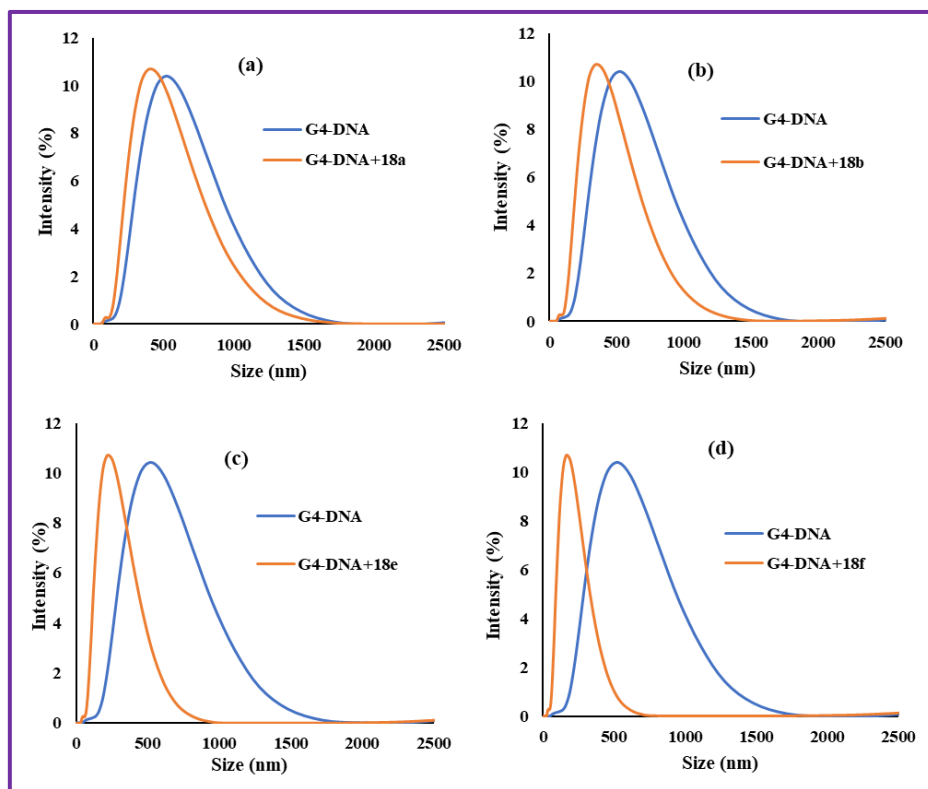 (a)
12
10
8
6
4
2
0
Intensity (%)
G4-DNA
G4-DNA+18a
0 500 1000 1500 2000 2500
Size (nm)
(b)
12
10
8
6
4
2
0
Intensity (%)
G4-DNA
G4-DNA+18b
0 500 1000 1500 2000 2500
Size (nm)
(c)
12
10
8
6
4
2
0
Intensity (%)
G4-DNA
G4-DNA+18e
0 500 1000 1500 2000 2500
Size (nm)
(d)
12
10
8
6
4
2
0
Intensity (%)
G4-DNA
G4-DNA+18f
0 500 1000 1500 2000 2500
Size (nm)